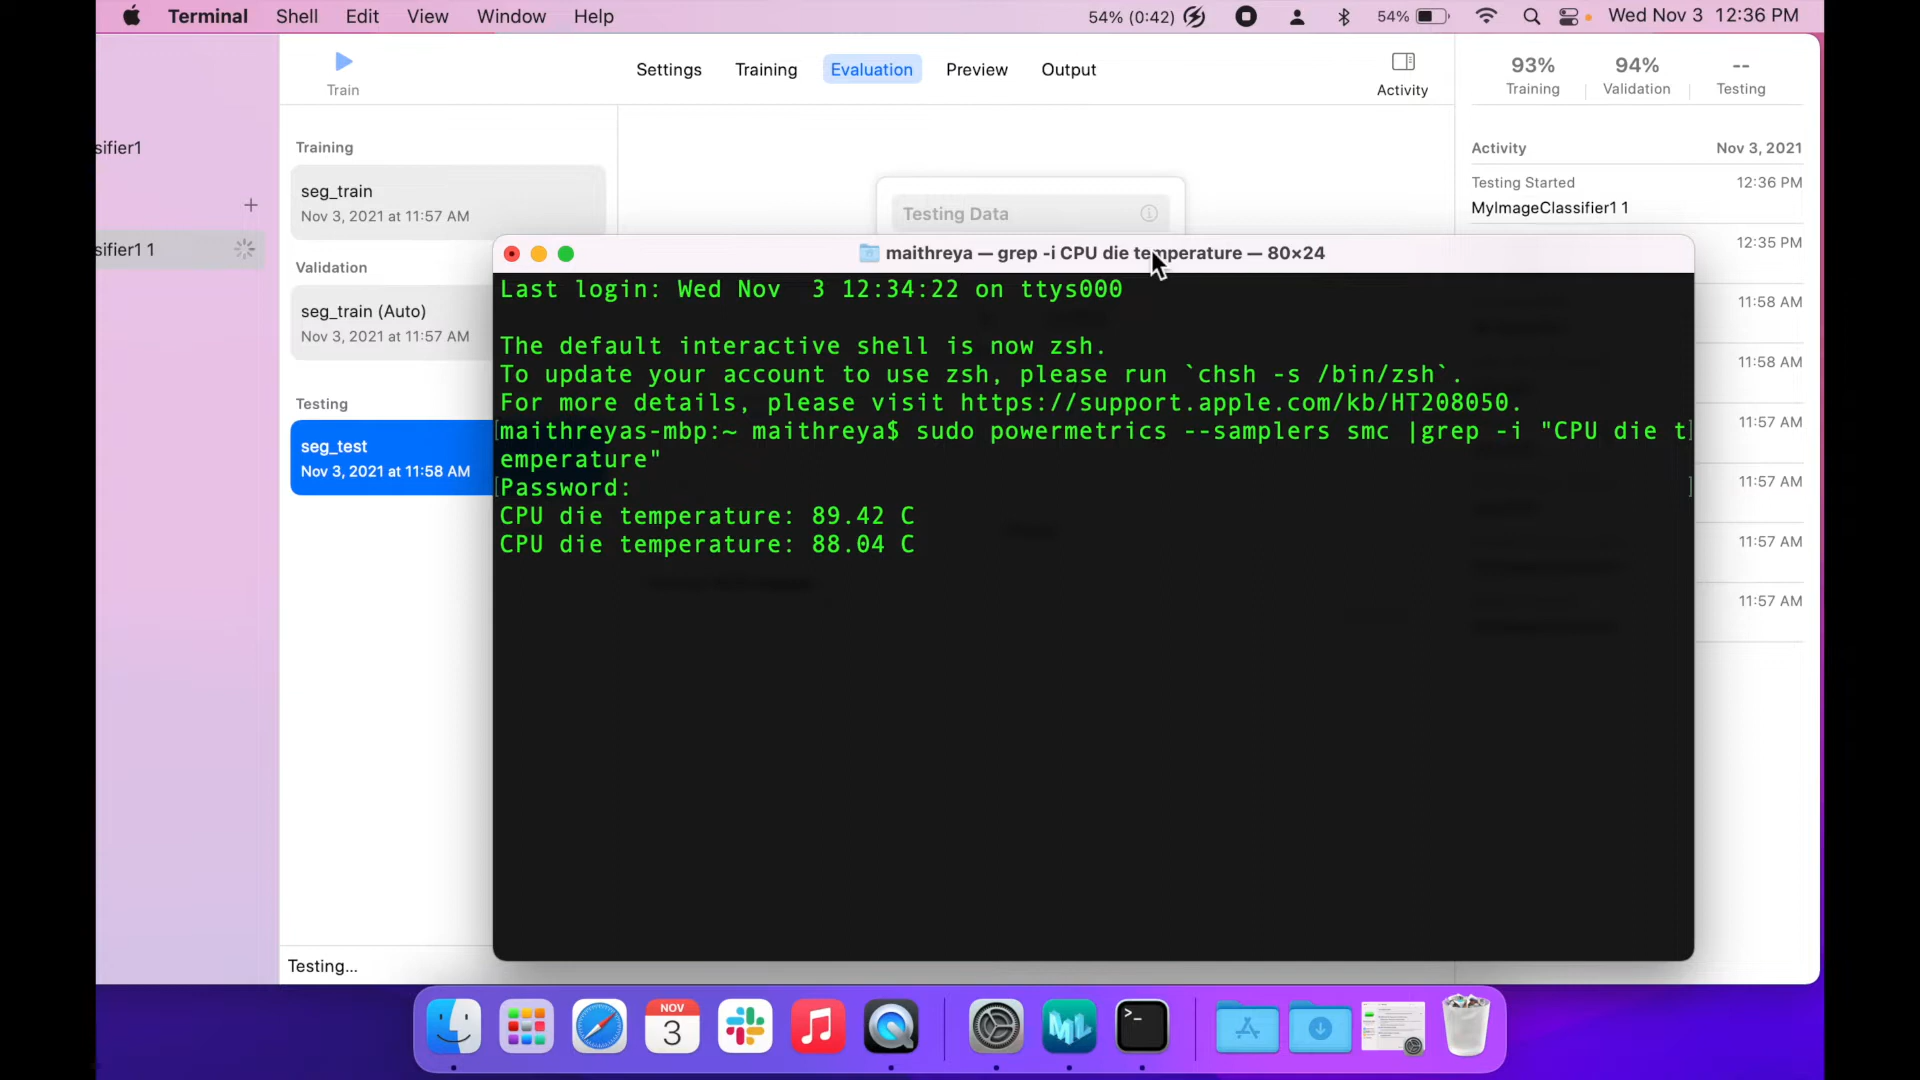 Terminal Shell Edit View Window Help 54% (0:42) 54% Wed Nov 3 12:36 PM
Train
Settings Training Evaluation Preview Output
Activity
93% 94% --
Training Validation Testing
sifier1
sifier1 1
Training
seg_train
Nov 3, 2021 at 11:57 AM
Validation
seg_train (Auto)
Nov 3, 2021 at 11:57 AM
Testing
seg_test
Nov 3, 2021 at 11:58 AM
Testing...
Testing Data
Activity Nov 3, 2021
Testing Started 12:36 PM
MyImageClassifier1 1
12:35 PM
11:58 AM
11:58 AM
11:57 AM
11:57 AM
11:57 AM
11:57 AM
maithreya — grep -i CPU die temperature — 80×24
Last login: Wed Nov  3 12:34:22 on ttys000
The default interactive shell is now zsh.
To update your account to use zsh, please run `chsh -s /bin/zsh`.
For more details, please visit https://support.apple.com/kb/HT208050.
[maithreyas-mbp:~ maithreya$ sudo powermetrics --samplers smc |grep -i "CPU die t]
emperature"
[Password: ]
CPU die temperature: 89.42 C
CPU die temperature: 88.04 C
NOV
3
ML
>_